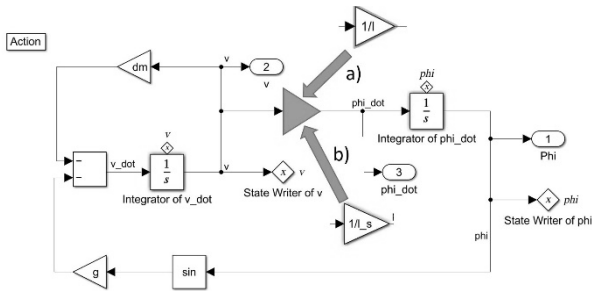 Action
1/l
a)
dm
v
2
v
phi
x
phi_dot
1
s
Integrator of phi_dot
1
Phi
v
x
v_dot
1
s
Integrator of v_dot
v
x
v
State Writer of v
b)
3
phi_dot
x
phi
State Writer of phi
1/l_s
l
phi
g
sin
−
−